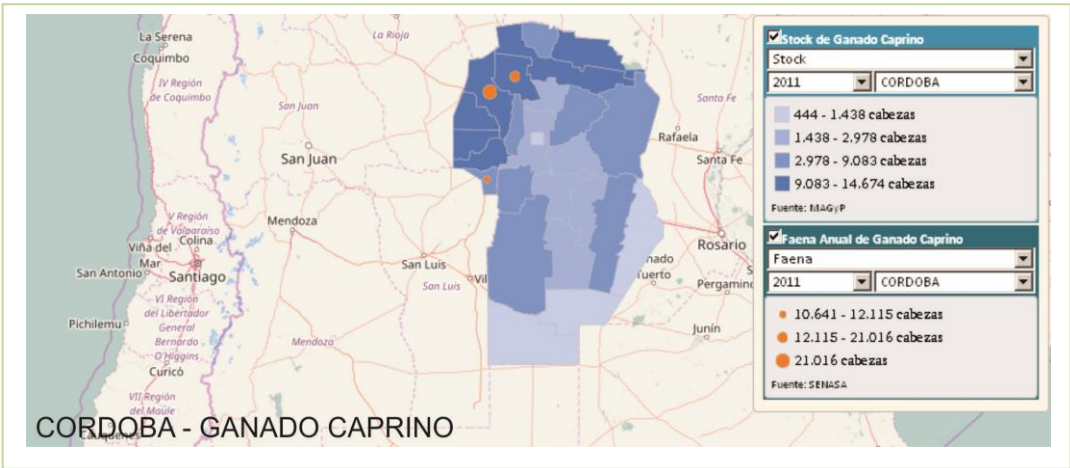 La Serena
Coquimbo
La Rioja
IV Región
de Coquimbo
San Juan
Santa Fe
Rafaela
San Juan
Santa Fe
V Región
de Valparaíso
Mendoza
Viña del
Mar
Colina
Rosario
San Antonio
Santiago
San Luis
San Luis
Vil
nado
uerto
Pergamino
VI Región
del Libertador
General
Bernardo
O'Higgins
Pichilemu
Mendoza
Junín
Curicó
VII Región
del Maule
CORDOBA - GANADO CAPRINO
Stock de Ganado Caprino
Stock
2011 CORDOBA
444 - 1.438 cabezas
1.438 - 2.978 cabezas
2.978 - 9.083 cabezas
9.083 - 14.674 cabezas
Fuente: MAGyP
Faena Anual de Ganado Caprino
Faena
2011 CORDOBA
10.641 - 12.115 cabezas
12.115 - 21.016 cabezas
21.016 cabezas
Fuente: SENASA